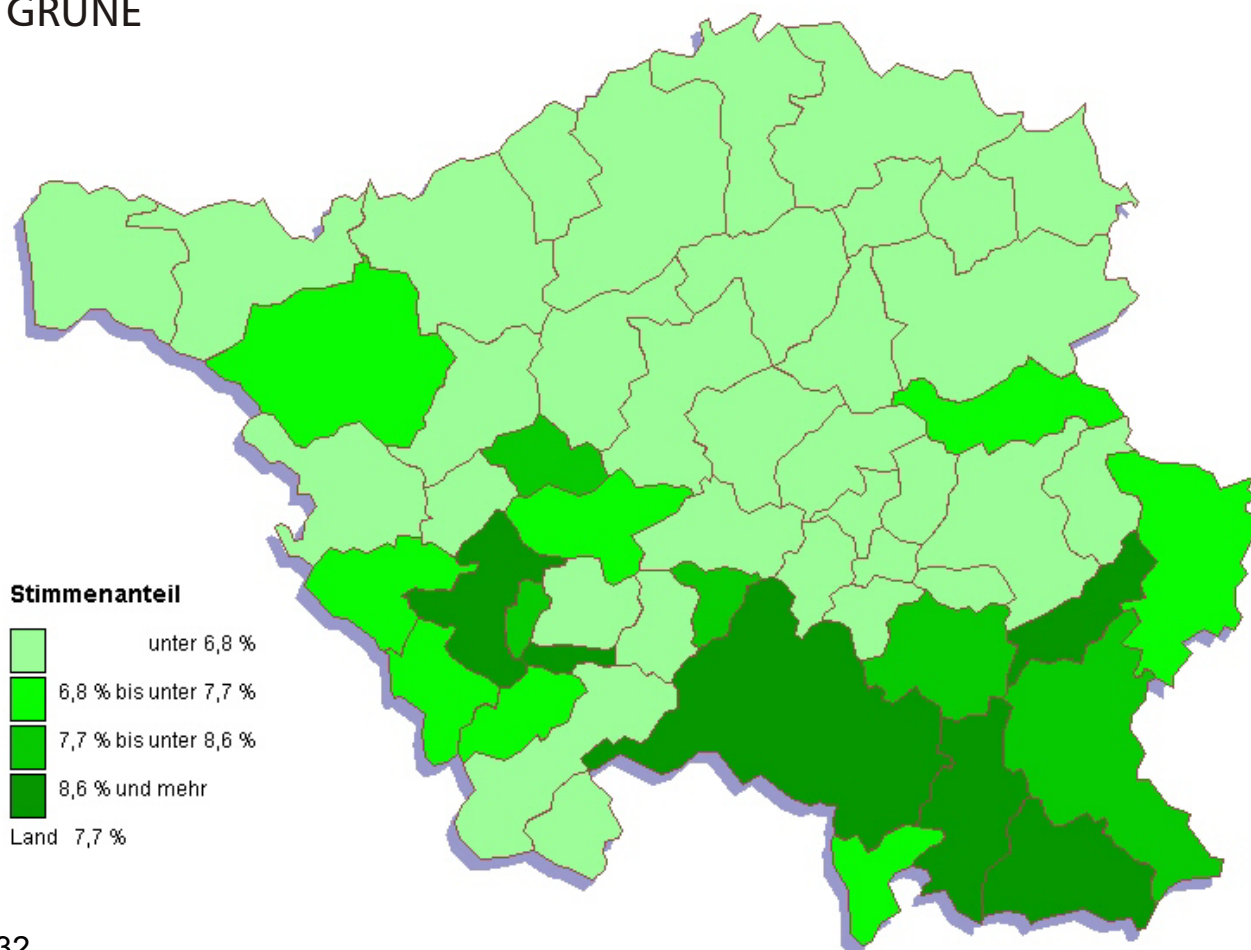 GRÜNE
Stimmenanteil
unter 6,8 %
6,8 % bis unter 7,7 %
7,7 % bis unter 8,6 %
8,6 % und mehr
Land 7,7 %
32